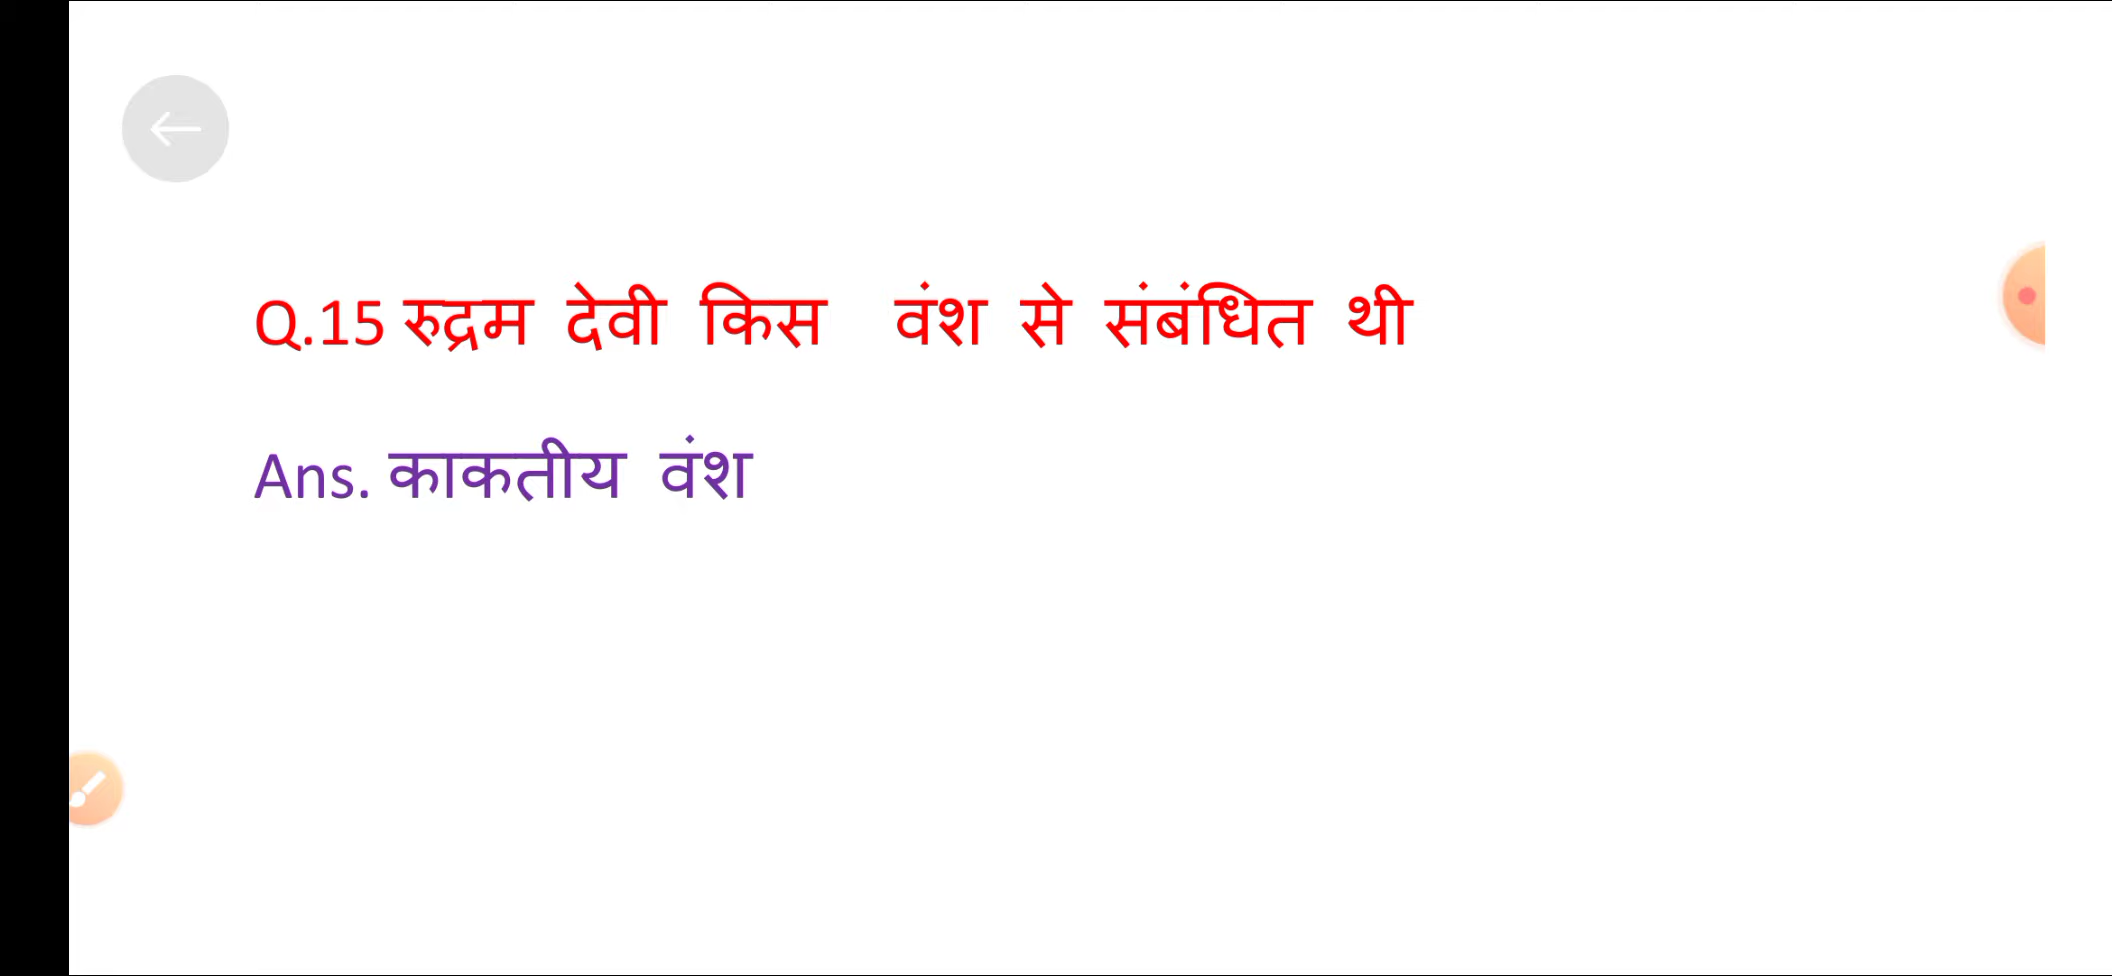 Q.15 रुद्रम देवी किस वंश से संबंधित थी
Ans. काकतीय वंश